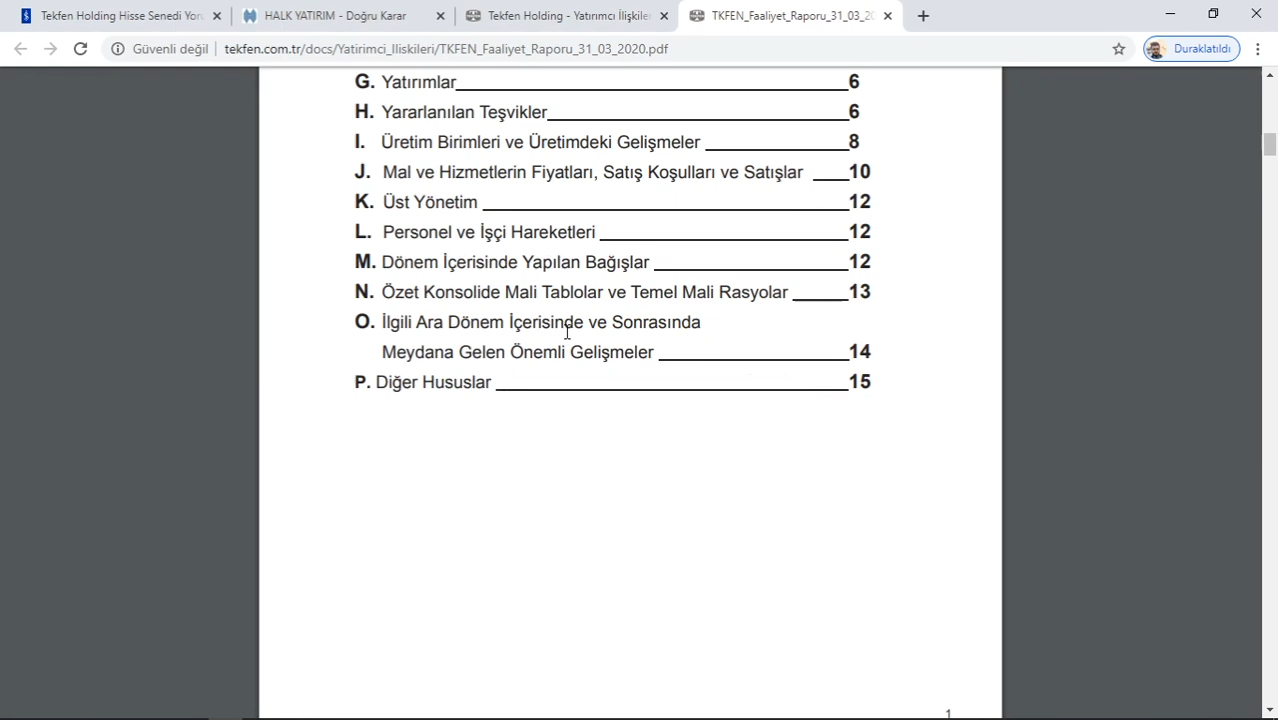 Tekfen Holding Hisse Senedi Yoru
HALK YATIRIM - Doğru Karar
Tekfen Holding - Yatırımcı İlişkiler
TKFEN_Faaliyet_Raporu_31_03_20
Güvenli değil
tekfen.com.tr/docs/Yatirimci_Iliskileri/TKFEN_Faaliyet_Raporu_31_03_2020.pdf
Duraklatıldı
G. Yatırımlar 6
H. Yararlanılan Teşvikler 6
I. Üretim Birimleri ve Üretimdeki Gelişmeler 8
J. Mal ve Hizmetlerin Fiyatları, Satış Koşulları ve Satışlar 10
K. Üst Yönetim 12
L. Personel ve İşçi Hareketleri 12
M. Dönem İçerisinde Yapılan Bağışlar 12
N. Özet Konsolide Mali Tablolar ve Temel Mali Rasyolar 13
O. İlgili Ara Dönem İçerisinde ve Sonrasında
Meydana Gelen Önemli Gelişmeler 14
P. Diğer Hususlar 15
1